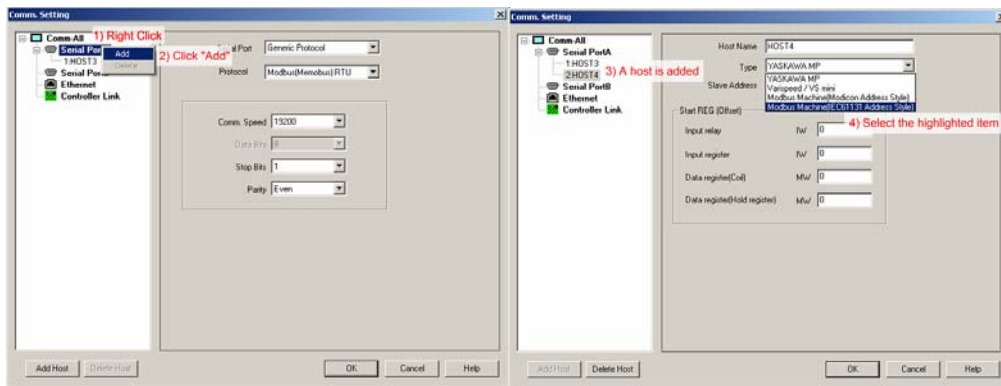 Comm. Setting
Comm-All
1) Right Click
Serial Port
Add
Delete
2) Click "Add"
1:HOST3
Ethernet
Controller Link
Port
Generic Protocol
Protocol
Modbus(Memobus) RTU
Comm. Speed
19200
Data Bits
8
Stop Bits
1
Parity
Even
Add Host
Delete Host
OK
Cancel
Help
Comm. Setting
Comm-All
Serial PortA
1:HOST3
2:HOST4
3) A host is added
Serial PortB
Ethernet
Controller Link
Host Name
HOST4
Type
YASKAWA MP
Slave Address
YASKAWA MP
Varispeed / VS mini
Modbus Machine(Modicon Address Style)
Modbus Machine(IEC61131 Address Style)
4) Select the highlighted item
Start REG (Offset)
Input relay
IW
0
Input register
IW
0
Data register(Coil)
MW
0
Data register(Hold register)
MW
0
Add Host
Delete Host
OK
Cancel
Help